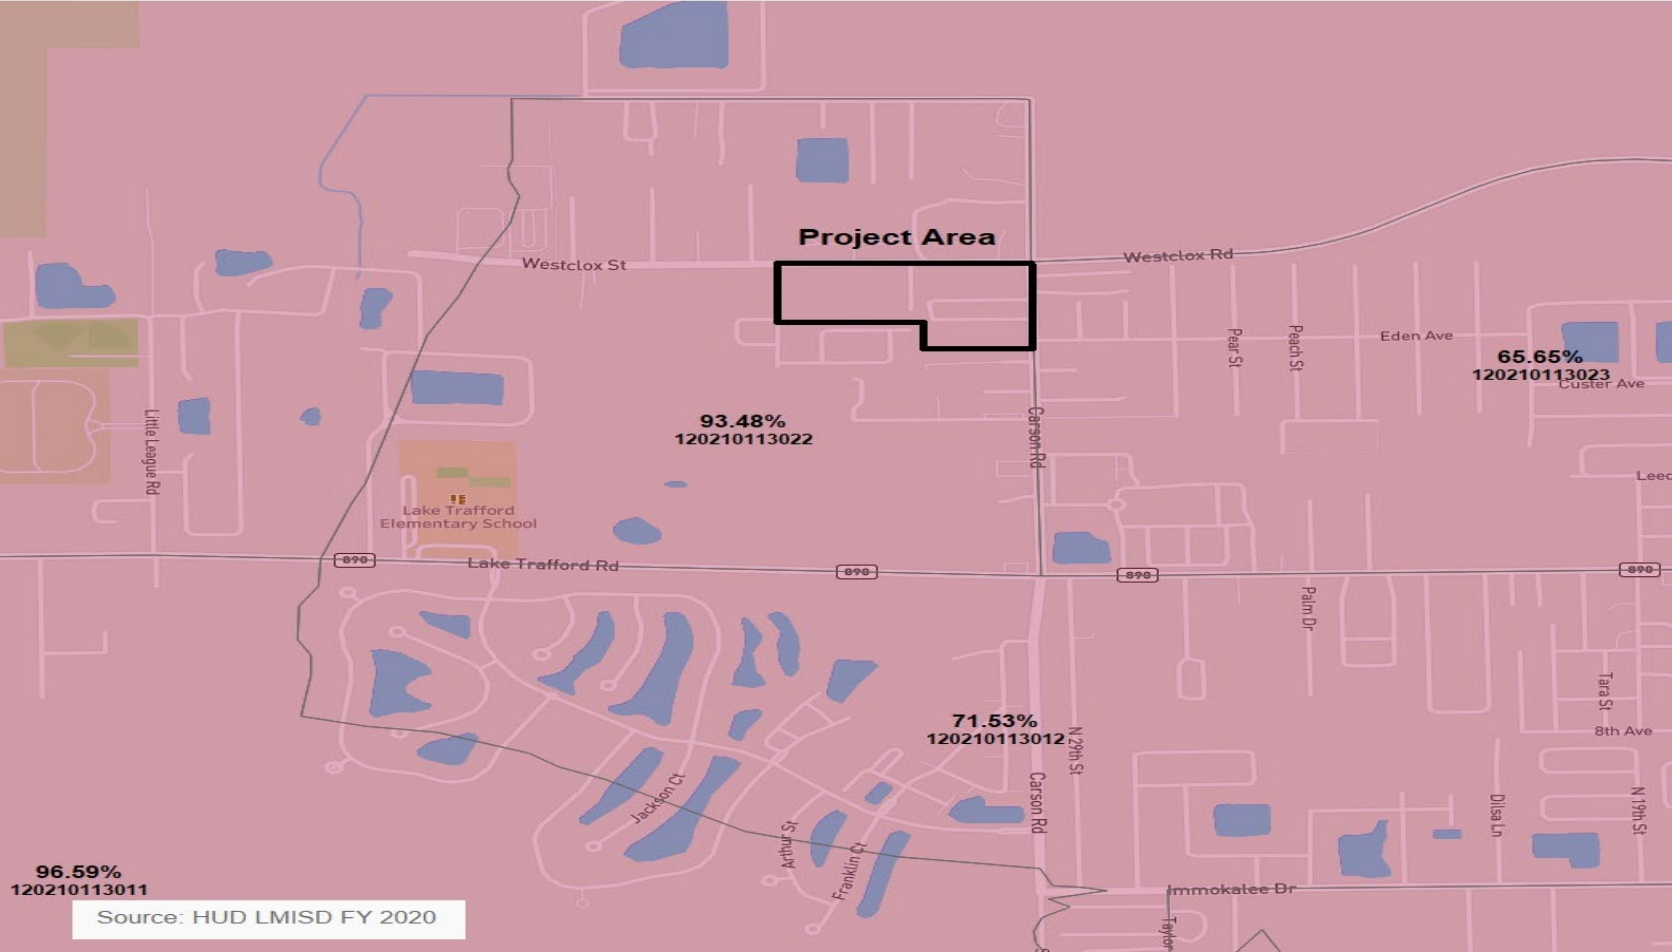 Project Area
Westclox St
Westclox Rd
Pear St
Peach St
Eden Ave
65.65%
120210113023
Custer Ave
Little League Rd
93.48%
120210113022
Carson Rd
Leed
Lake Trafford
Elementary School
890
Lake Trafford Rd
890
890
890
Palm Dr
Tara St
71.53%
120210113012
N 29th St
8th Ave
Jackson Ct
Carson Rd
Dilsa Ln
N 19th St
Arthur St
Franklin Ct
96.59%
120210113011
Immokalee Dr
Source: HUD LMISD FY 2020
Taylor